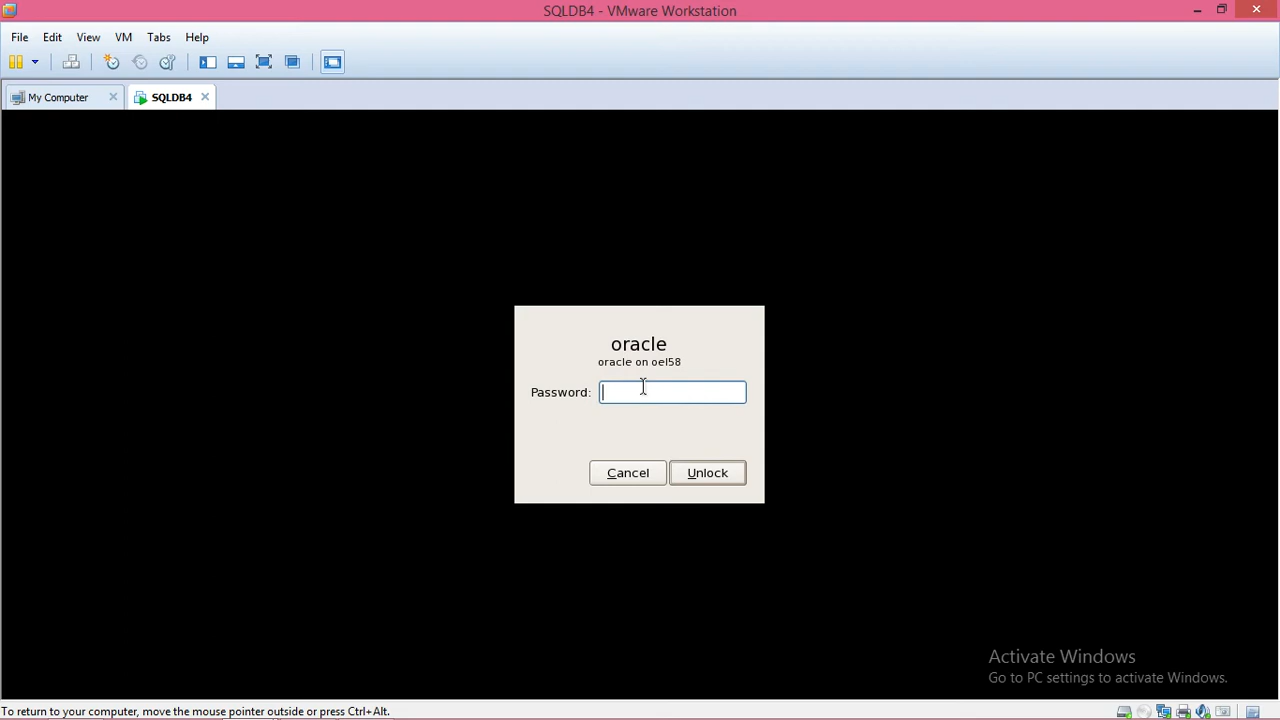 SQLDB4 - VMware Workstation
File Edit View VM Tabs Help
My Computer SQLDB4
oracle
oracle on oel58
Password:
Cancel Unlock
Activate Windows
Go to PC settings to activate Windows.
To return to your computer, move the mouse pointer outside or press Ctrl+Alt.